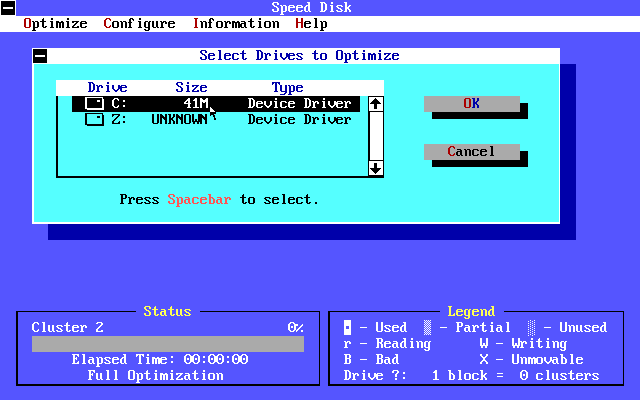 Speed Disk
Optimize Configure Information Help
Select Drives to Optimize
Drive Size Type
C: 41M Device Driver
Z: UNKNOWN Device Driver
OK
Cancel
Press Spacebar to select.
Status
Cluster 2 0%
Elapsed Time: 00:00:00
Full Optimization
Legend
- Used - Partial - Unused
r - Reading W - Writing
B - Bad X - Unmovable
Drive ?: 1 block = 0 clusters